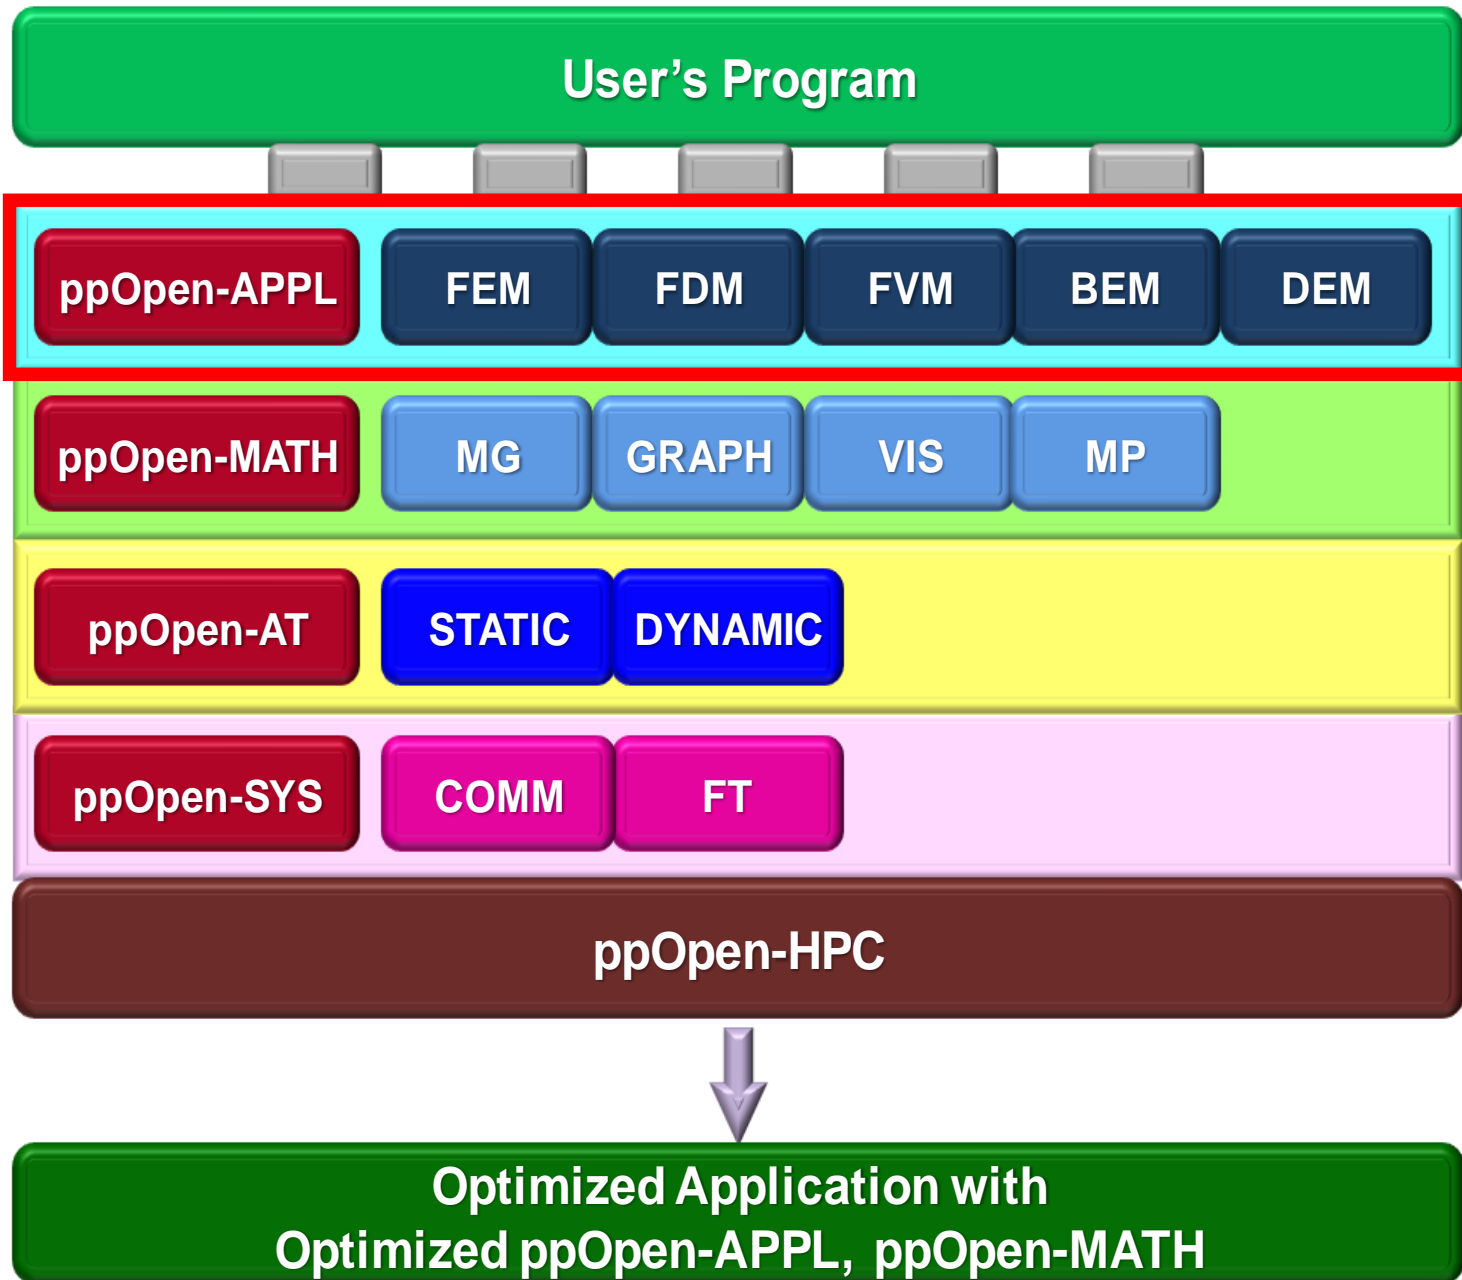 User’s Program
ppOpen-APPL FEM FDM FVM BEM DEM
ppOpen-MATH MG GRAPH VIS MP
ppOpen-AT STATIC DYNAMIC
ppOpen-SYS COMM FT
ppOpen-HPC
Optimized Application with
Optimized ppOpen-APPL, ppOpen-MATH